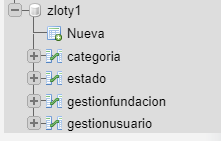 zloty1
Nueva
categoria
estado
gestionfundacion
gestionusuario